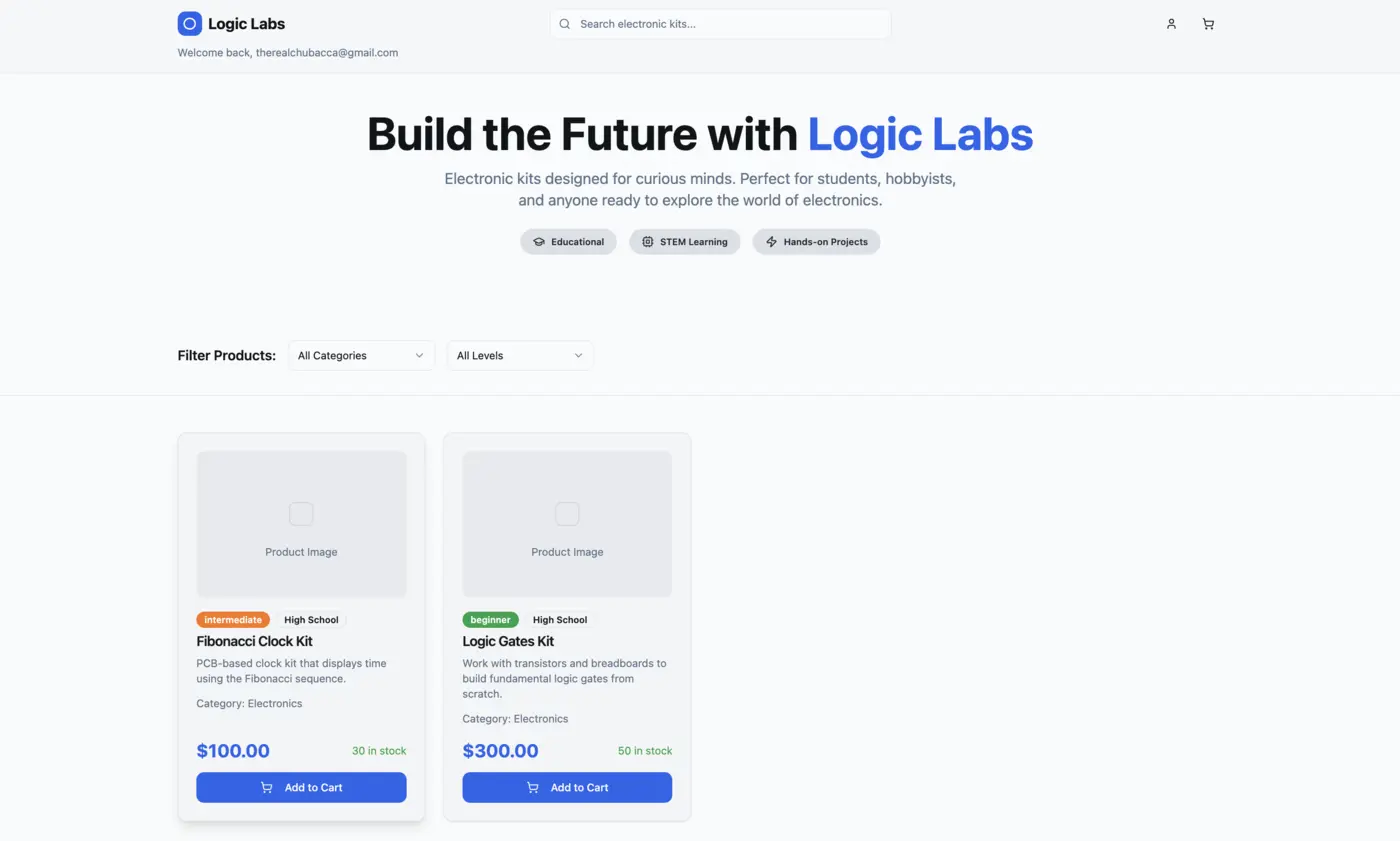 Logic Labs
Search electronic kits...
Welcome back, therealchubacca@gmail.com
Build the Future with Logic Labs
Electronic kits designed for curious minds. Perfect for students, hobbyists,
and anyone ready to explore the world of electronics.
Educational
STEM Learning
Hands-on Projects
Filter Products:
All Categories
All Levels
Product Image
intermediate
High School
Fibonacci Clock Kit
PCB-based clock kit that displays time
using the Fibonacci sequence.
Category: Electronics
$100.00
30 in stock
Add to Cart
Product Image
beginner
High School
Logic Gates Kit
Work with transistors and breadboards to
build fundamental logic gates from
scratch.
Category: Electronics
$300.00
50 in stock
Add to Cart